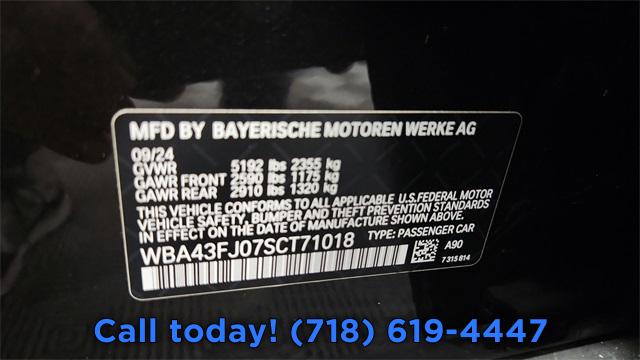 MFD BY BAYERISCHE MOTOREN WERKE AG
09/24
GVWR 5192 lbs 2355 kg
GAWR FRONT 2590 lbs 1175 kg
GAWR REAR 2910 lbs 1320 kg
THIS VEHICLE CONFORMS TO ALL APPLICABLE U.S.FEDERAL MOTOR
VEHICLE SAFETY, BUMPER AND THEFT PREVENTION STANDARDS
IN EFFECT ON THE DATE OF MANUFACTURE SHOWN ABOVE.
WBA43FJ07SCT71018 TYPE: PASSENGER CAR
A90
7315814
Call today! (718) 619-4447